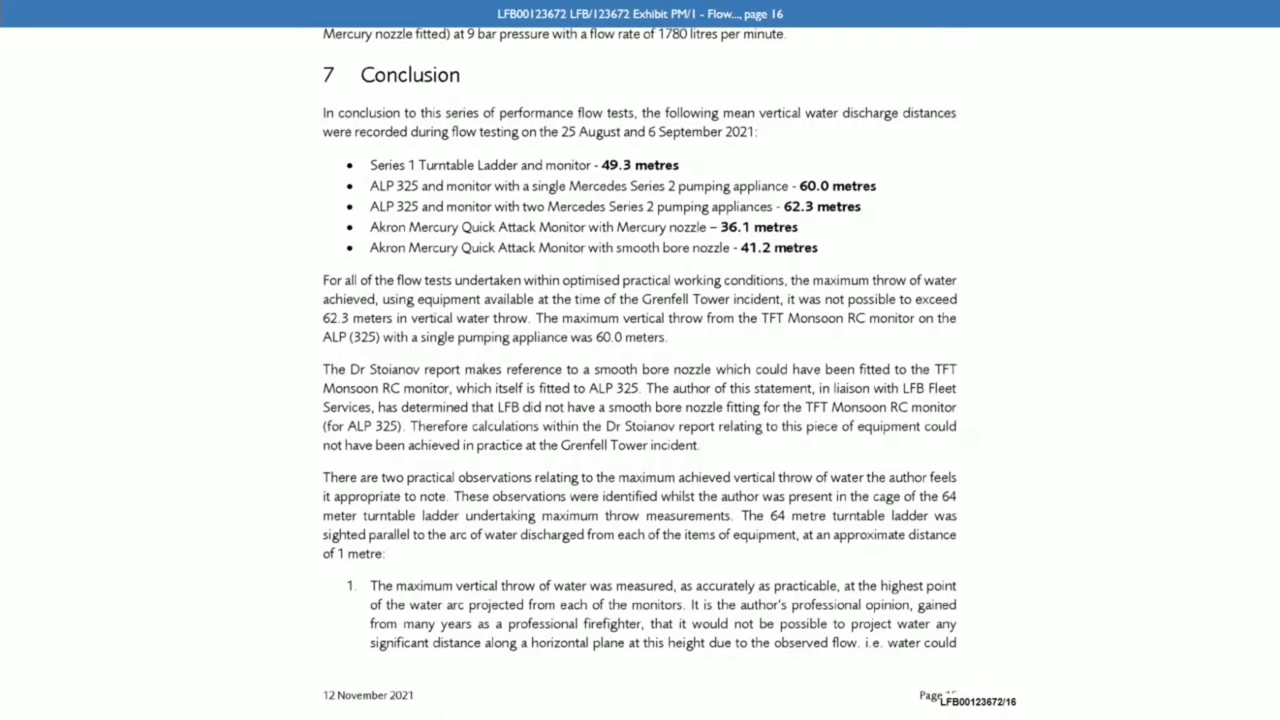 LFB00123672 LFB/123672 Exhibit PM/1 - Flow..., page 16
Mercury nozzle fitted) at 9 bar pressure with a flow rate of 1780 litres per minute.
7 Conclusion
In conclusion to this series of performance flow tests, the following mean vertical water discharge distances
were recorded during flow testing on the 25 August and 6 September 2021:
• Series 1 Turntable Ladder and monitor - 49.3 metres
• ALP 325 and monitor with a single Mercedes Series 2 pumping appliance - 60.0 metres
• ALP 325 and monitor with two Mercedes Series 2 pumping appliances - 62.3 metres
• Akron Mercury Quick Attack Monitor with Mercury nozzle – 36.1 metres
• Akron Mercury Quick Attack Monitor with smooth bore nozzle - 41.2 metres
For all of the flow tests undertaken within optimised practical working conditions, the maximum throw of water
achieved, using equipment available at the time of the Grenfell Tower incident, it was not possible to exceed
62.3 meters in vertical water throw. The maximum vertical throw from the TFT Monsoon RC monitor on the
ALP (325) with a single pumping appliance was 60.0 meters.
The Dr Stoianov report makes reference to a smooth bore nozzle which could have been fitted to the TFT
Monsoon RC monitor, which itself is fitted to ALP 325. The author of this statement, in liaison with LFB Fleet
Services, has determined that LFB did not have a smooth bore nozzle fitting for the TFT Monsoon RC monitor
(for ALP 325). Therefore calculations within the Dr Stoianov report relating to this piece of equipment could
not have been achieved in practice at the Grenfell Tower incident.
There are two practical observations relating to the maximum achieved vertical throw of water the author feels
it appropriate to note. These observations were identified whilst the author was present in the cage of the 64
meter turntable ladder undertaking maximum throw measurements. The 64 metre turntable ladder was
sighted parallel to the arc of water discharged from each of the items of equipment, at an approximate distance
of 1 metre:
1. The maximum vertical throw of water was measured, as accurately as practicable, at the highest point
of the water arc projected from each of the monitors. It is the author's professional opinion, gained
from many years as a professional firefighter, that it would not be possible to project water any
significant distance along a horizontal plane at this height due to the observed flow. i.e. water could
12 November 2021
Page
LFB00123672/16